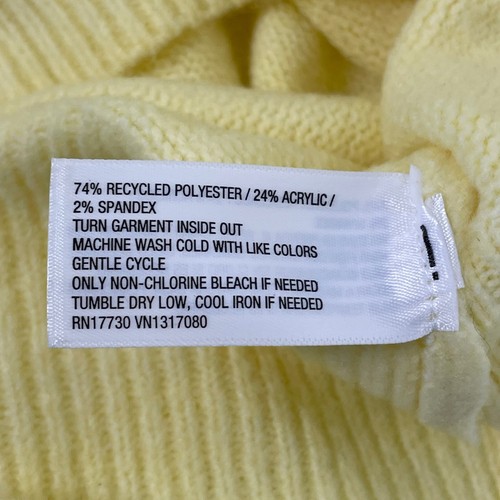 74% RECYCLED POLYESTER / 24% ACRYLIC /
2% SPANDEX
TURN GARMENT INSIDE OUT
MACHINE WASH COLD WITH LIKE COLORS
GENTLE CYCLE
ONLY NON-CHLORINE BLEACH IF NEEDED
TUMBLE DRY LOW, COOL IRON IF NEEDED
RN17730 VN1317080